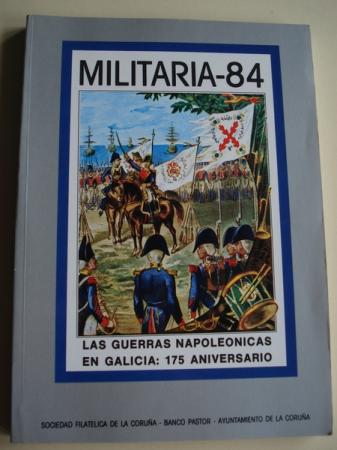 MILITARIA-84
LAS GUERRAS NAPOLEONICAS
EN GALICIA: 175 ANIVERSARIO
SOCIEDAD FILATELICA DE LA CORUÑA - BANCO PASTOR - AYUNTAMIENTO DE LA CORUÑA